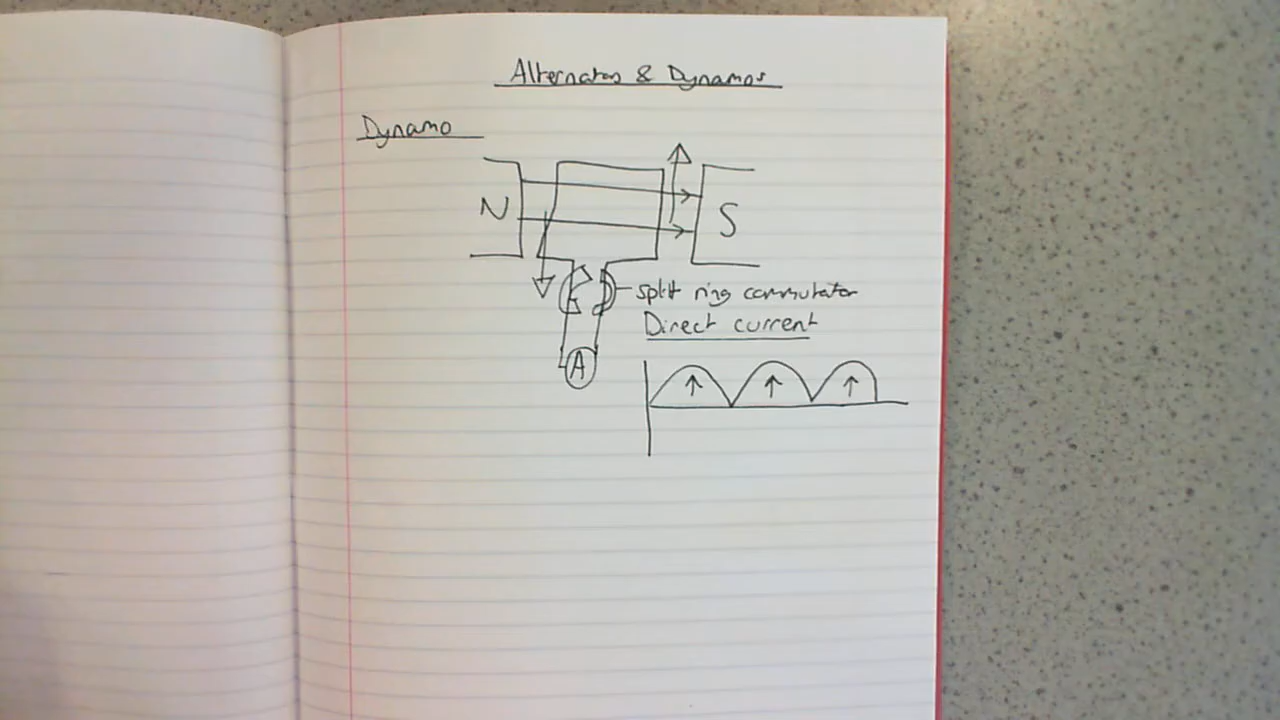 Alternators & Dynamos
Dynamo
N
S
split ring commutator
Direct current
A